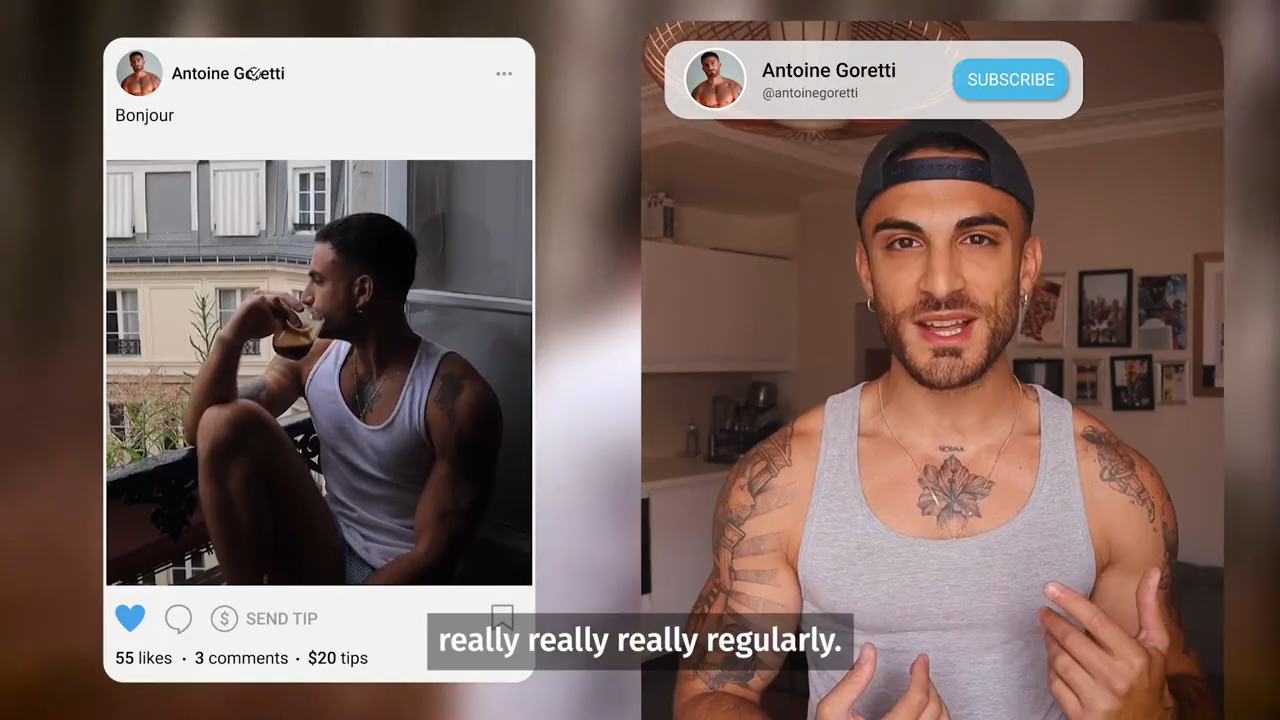 Antoine Goretti
Bonjour
SEND TIP
55 likes · 3 comments · $20 tips
Antoine Goretti
@antoinegoretti
SUBSCRIBE
really really really regularly.